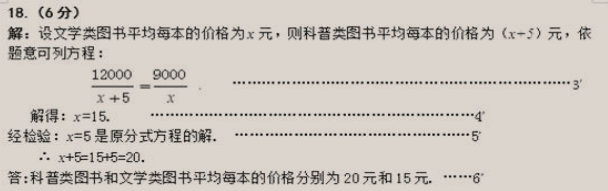 18.（6分）
解：设文学类图书平均每本的价格为x元，则科普类图书平均每本的价格为（x+5）元，依
题意可列方程：
12000/(x+5) = 9000/x . ……………………………………3′
解得：x=15. ……………………………………4′
经检验：x=5是原分式方程的解. ……………………………………5′
∴ x+5=15+5=20.
答：科普类图书和文学类图书平均每本的价格分别为20元和15元. ……6′